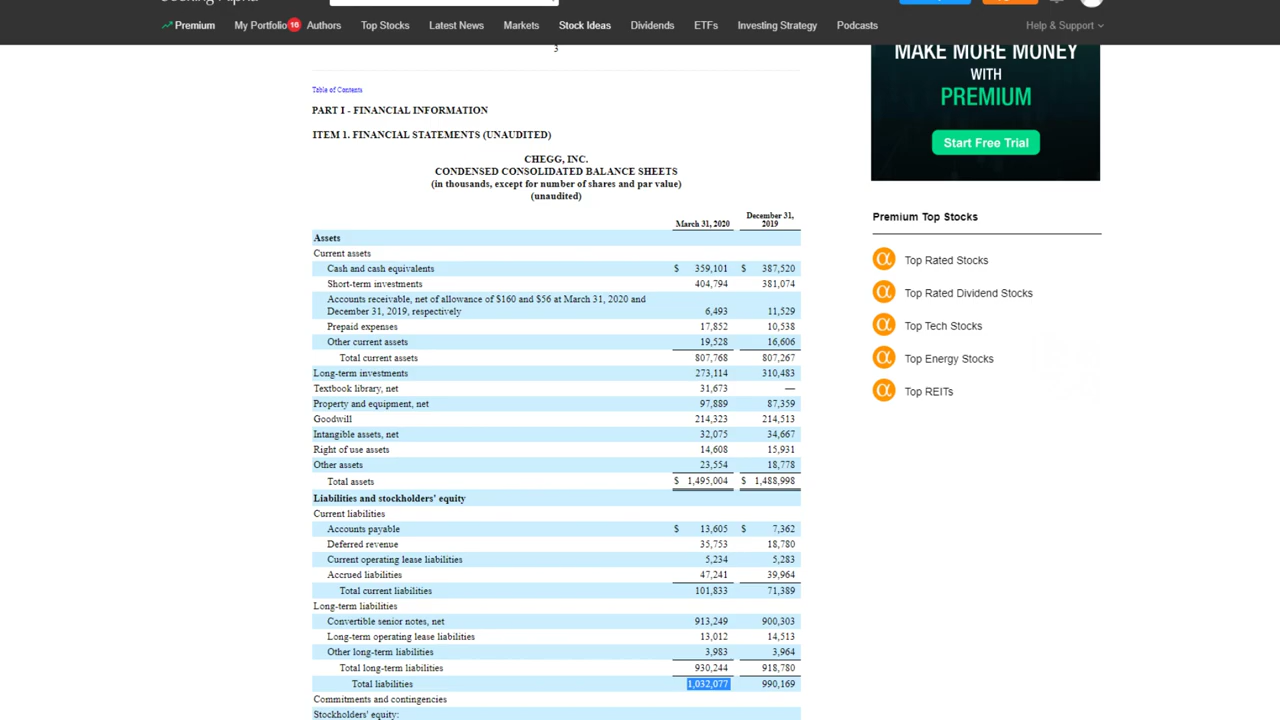 Premium My Portfolio 16 Authors Top Stocks Latest News Markets Stock Ideas Dividends ETFs Investing Strategy Podcasts Help & Support
3
Table of Contents
PART I - FINANCIAL INFORMATION
ITEM 1. FINANCIAL STATEMENTS (UNAUDITED)
CHEGG, INC.
CONDENSED CONSOLIDATED BALANCE SHEETS
(in thousands, except for number of shares and par value)
(unaudited)
March 31, 2020 December 31, 2019
Assets
Current assets
Cash and cash equivalents $ 359,101 $ 387,520
Short-term investments 404,794 381,074
Accounts receivable, net of allowance of $160 and $56 at March 31, 2020 and
December 31, 2019, respectively 6,493 11,529
Prepaid expenses 17,852 10,538
Other current assets 19,528 16,606
Total current assets 807,768 807,267
Long-term investments 273,114 310,483
Textbook library, net 31,673 —
Property and equipment, net 97,889 87,359
Goodwill 214,323 214,513
Intangible assets, net 32,075 34,667
Right of use assets 14,608 15,931
Other assets 23,554 18,778
Total assets $ 1,495,004 $ 1,488,998
Liabilities and stockholders' equity
Current liabilities
Accounts payable $ 13,605 $ 7,362
Deferred revenue 35,753 18,780
Current operating lease liabilities 5,234 5,283
Accrued liabilities 47,241 39,964
Total current liabilities 101,833 71,389
Long-term liabilities
Convertible senior notes, net 913,249 900,303
Long-term operating lease liabilities 13,012 14,513
Other long-term liabilities 3,983 3,964
Total long-term liabilities 930,244 918,780
Total liabilities 1,032,077 990,169
Commitments and contingencies
Stockholders' equity:
MAKE MORE MONEY
WITH
PREMIUM
Start Free Trial
Premium Top Stocks
Top Rated Stocks
Top Rated Dividend Stocks
Top Tech Stocks
Top Energy Stocks
Top REITs